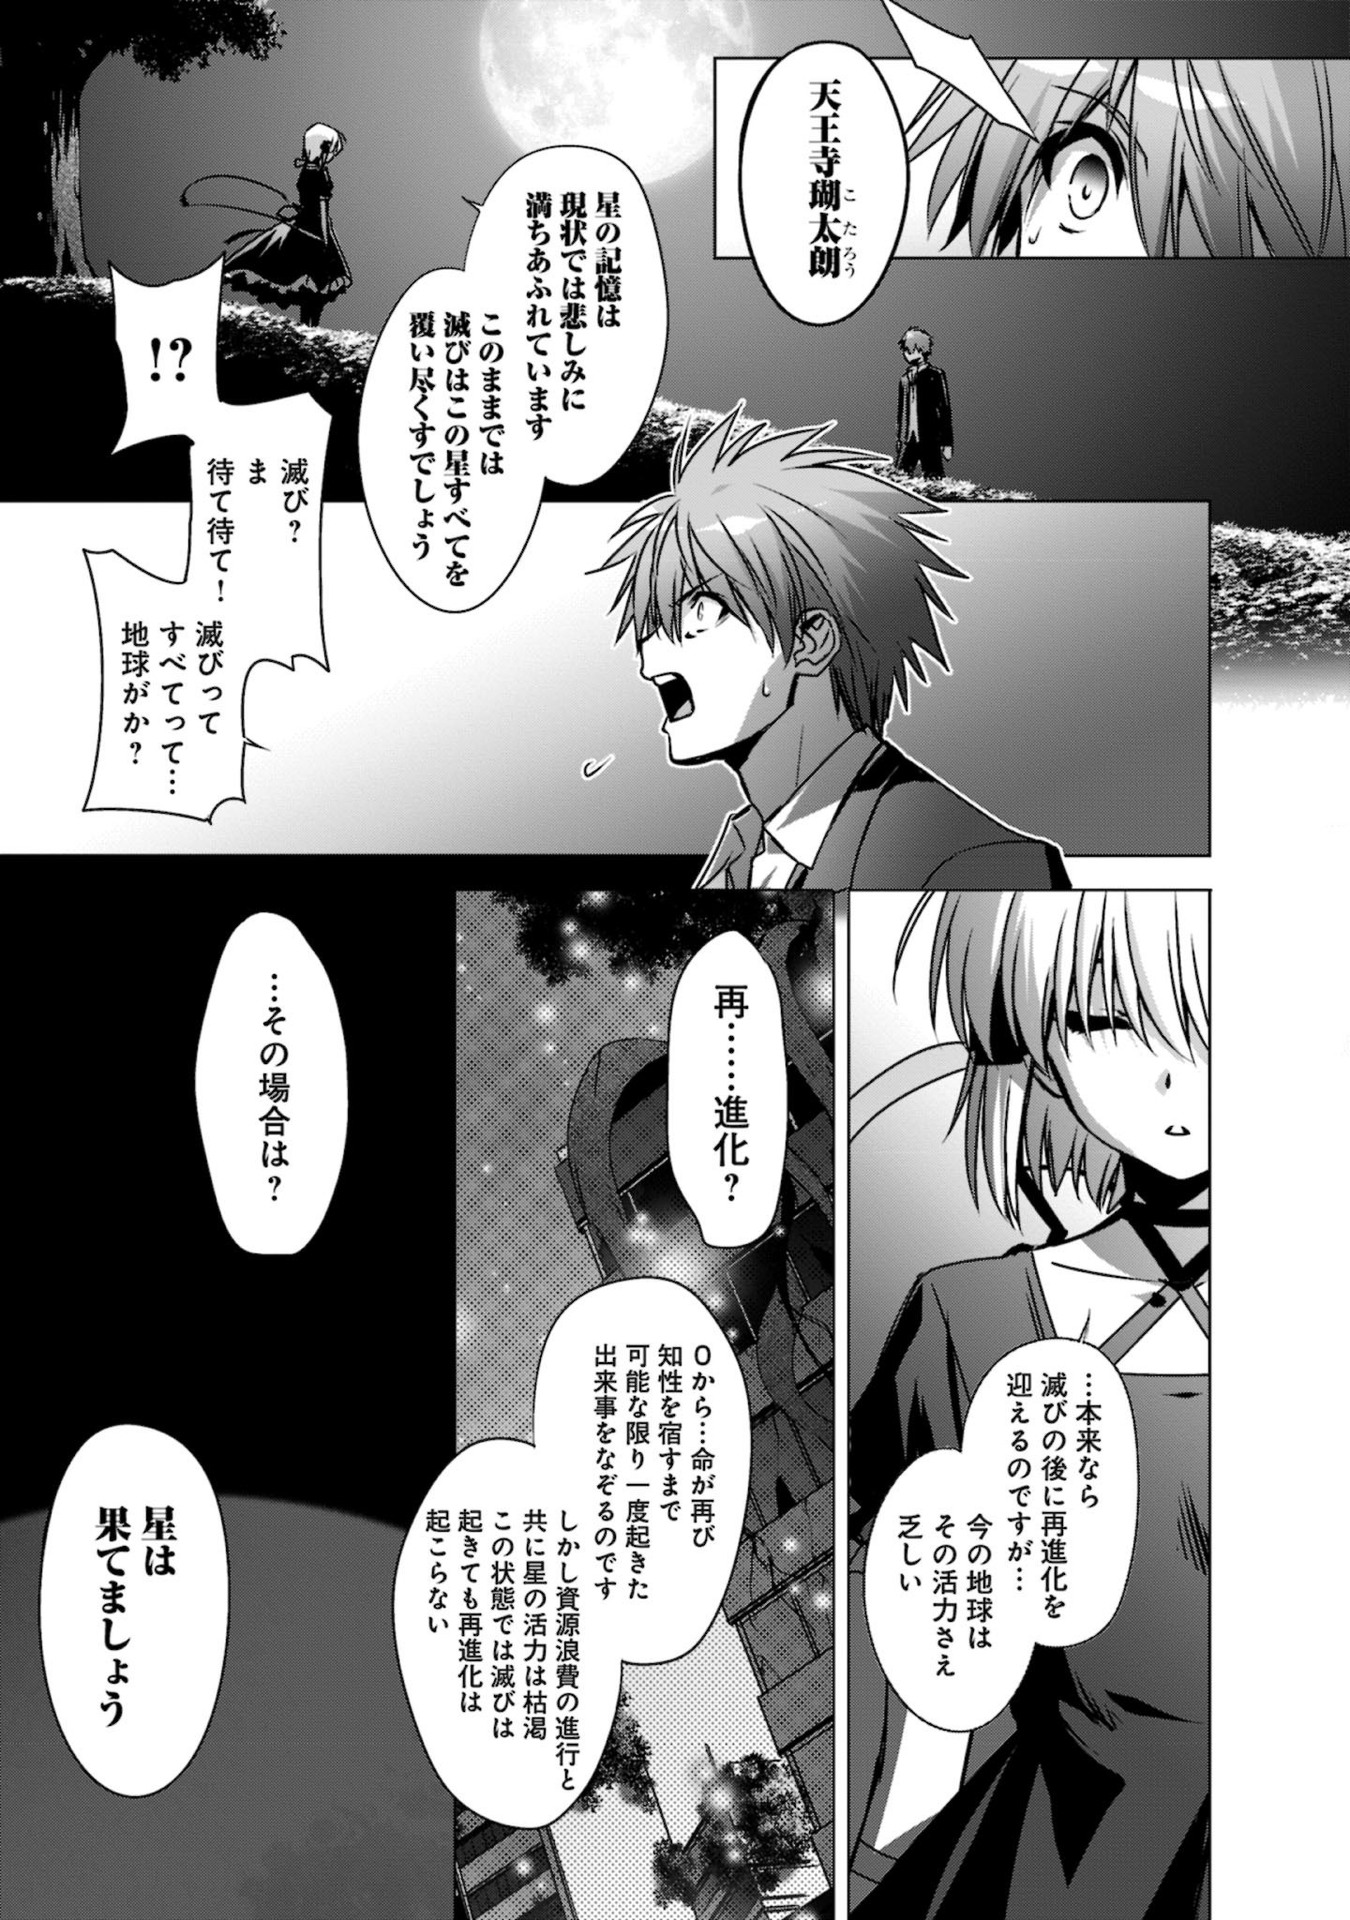 天王寺瑚太朗
こたろう
星の記憶は
現状では悲しみに
満ちあふれています
このままでは
滅びはこの星すべてを
覆い尽くすでしょう
!?
滅び?
ま
待て待て!
滅びって
すべてって…
地球がか?
…本来なら
滅びの後に再進化を
迎えるのですが…
今の地球は
その活力さえ
乏しい
再……進化?
0から…命が再び
知性を宿すまで
可能な限り一度起きた
出来事をなぞるのです
しかし資源浪費の進行と
共に星の活力は枯渇
この状態では滅びは
起きても再進化は
起こらない
…その場合は?
星は
果てましょう